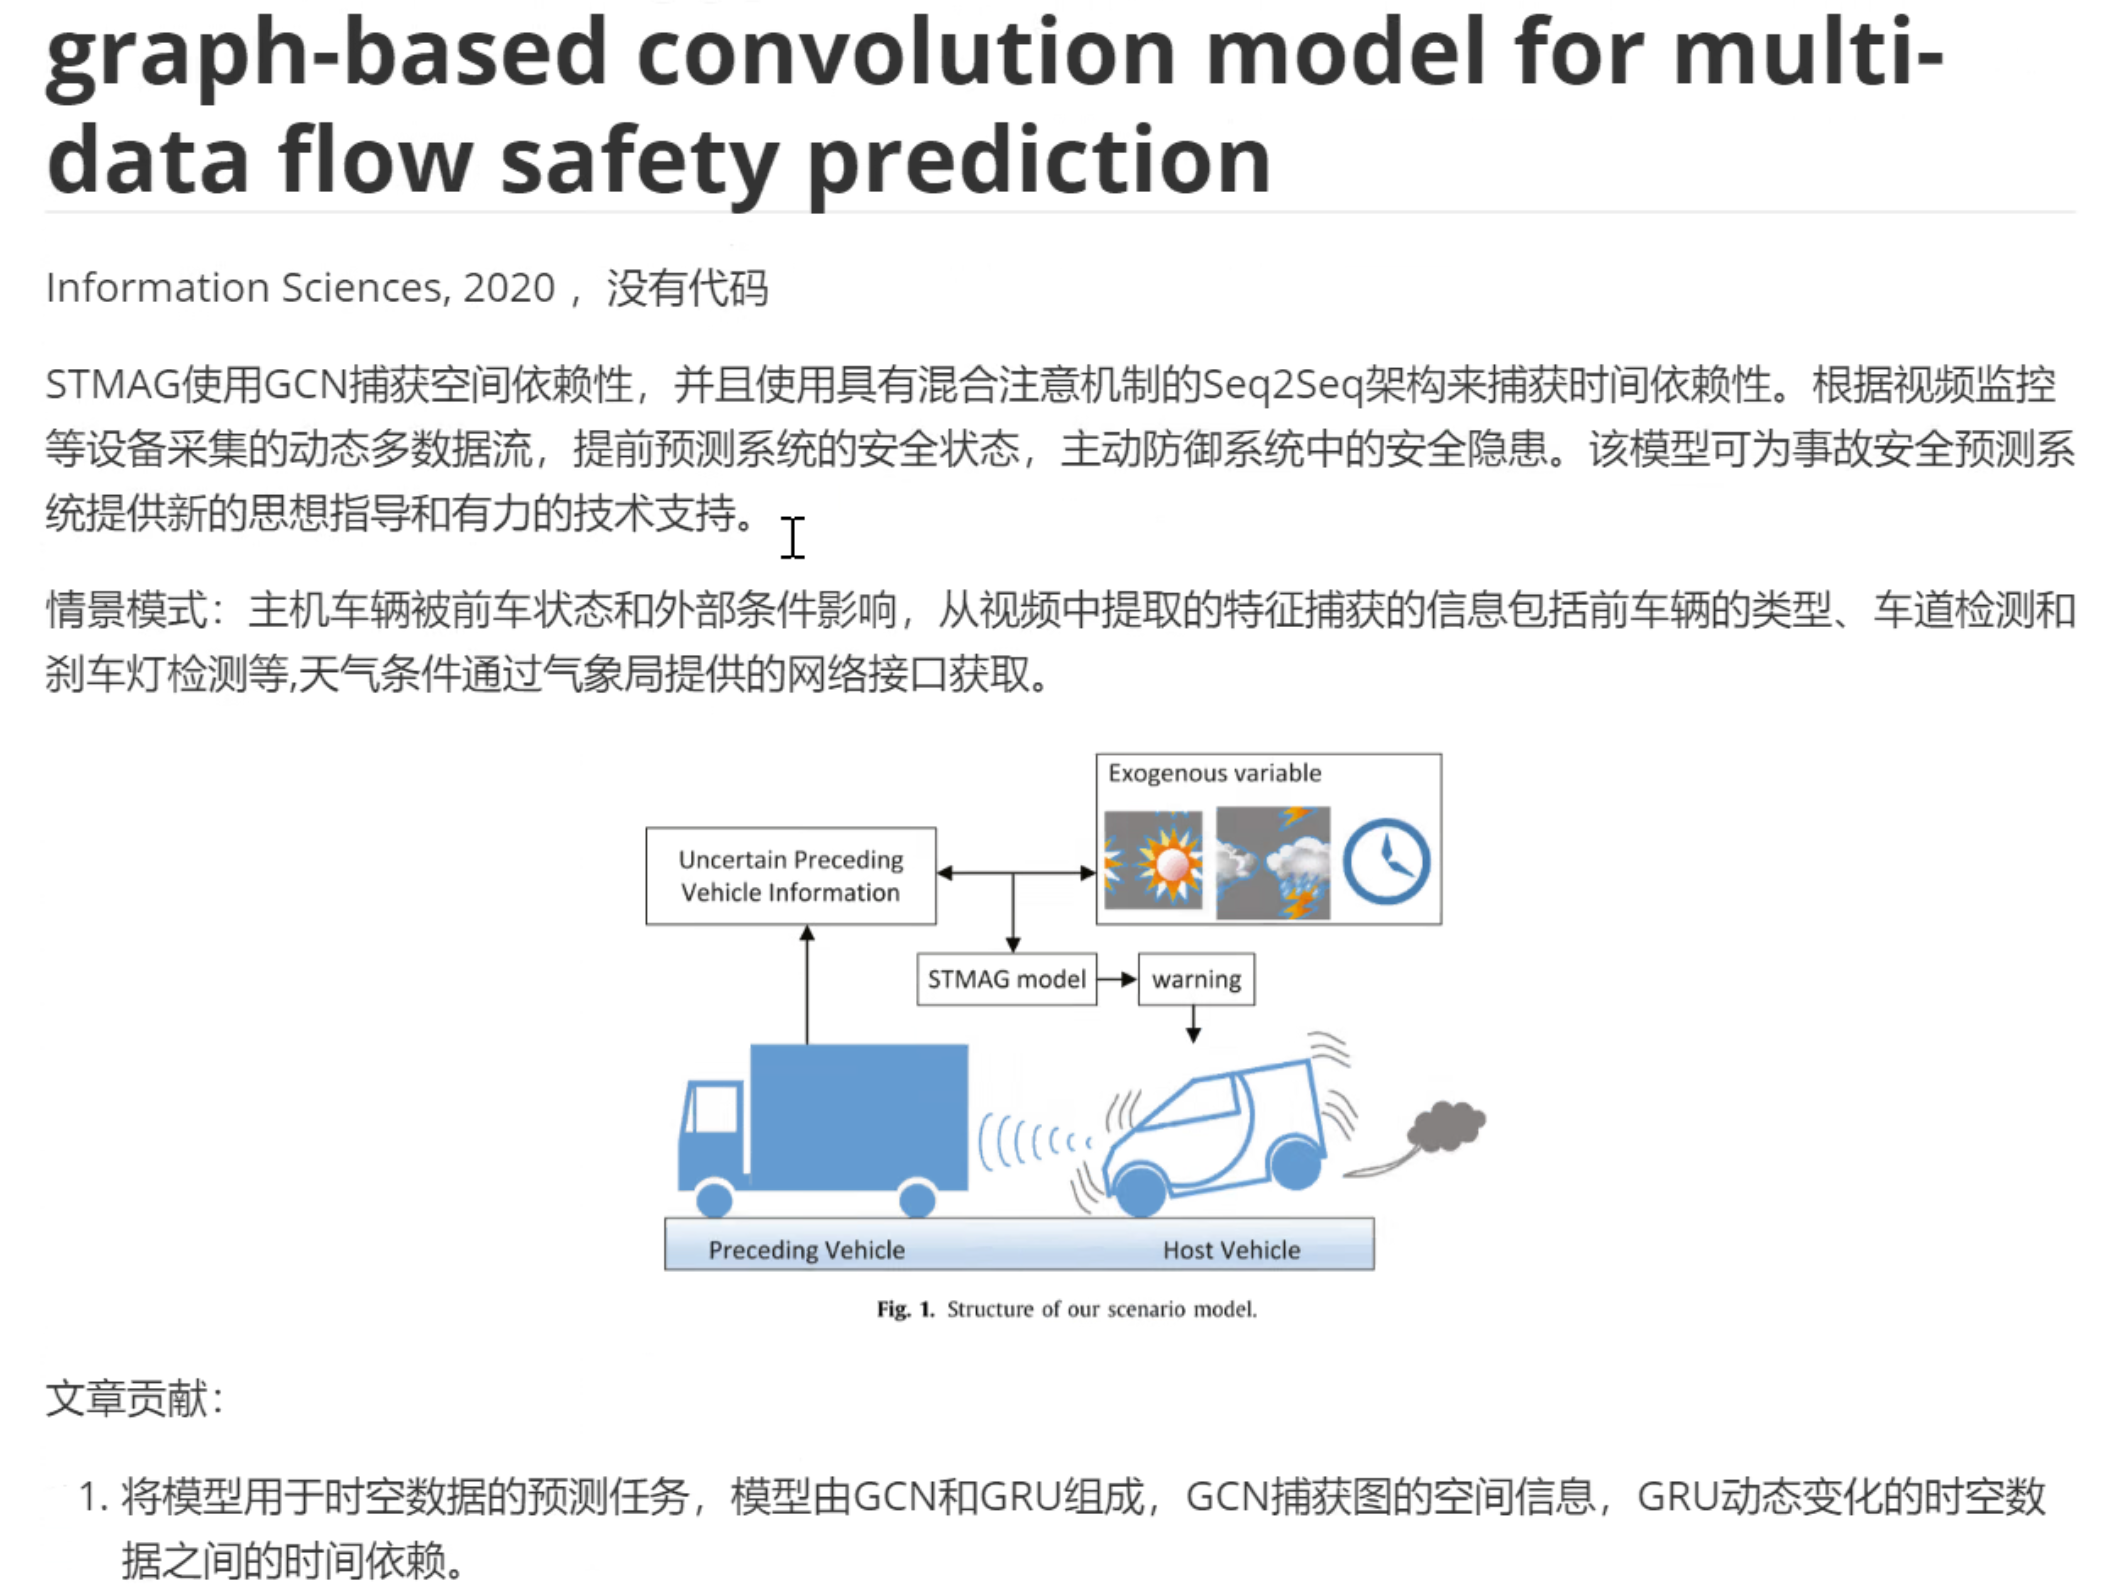 graph-based convolution model for multi-
data flow safety prediction
Information Sciences, 2020 ，没有代码
STMAG使用GCN捕获空间依赖性，并且使用具有混合注意机制的Seq2Seq架构来捕获时间依赖性。根据视频监控
等设备采集的动态多数据流，提前预测系统的安全状态，主动防御系统中的安全隐患。该模型可为事故安全预测系
统提供新的思想指导和有力的技术支持。
情景模式：主机车辆被前车状态和外部条件影响，从视频中提取的特征捕获的信息包括前车辆的类型、车道检测和
刹车灯检测等,天气条件通过气象局提供的网络接口获取。
Exogenous variable
Uncertain Preceding
Vehicle Information
STMAG model
warning
Preceding Vehicle
Host Vehicle
Fig. 1. Structure of our scenario model.
文章贡献：
1. 将模型用于时空数据的预测任务，模型由GCN和GRU组成，GCN捕获图的空间信息，GRU动态变化的时空数
据之间的时间依赖。